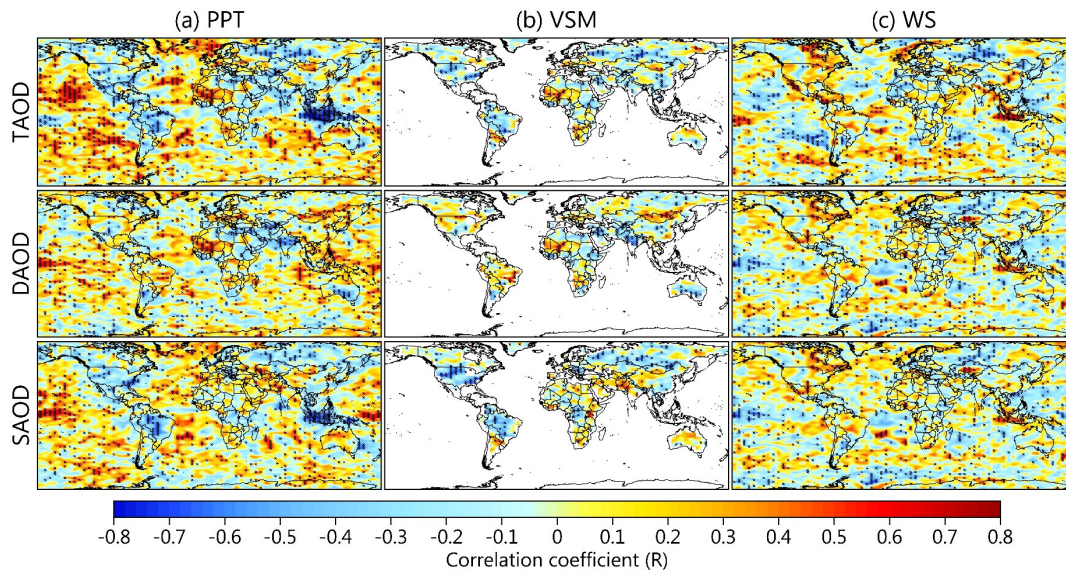 (a) PPT (b) VSM (c) WS
TAOD
DAOD
SAOD
-0.8 -0.7 -0.6 -0.5 -0.4 -0.3 -0.2 -0.1 0 0.1 0.2 0.3 0.4 0.5 0.6 0.7 0.8
Correlation coefficient (R)